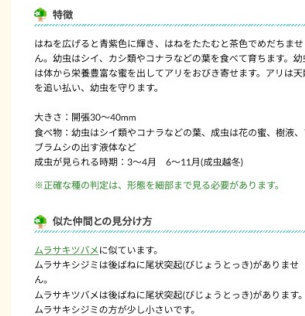 特徴
はねを広げると青紫色に輝き、はねをたたむと茶色でめだちませ
ん。幼虫はシイ、カシ類やコナラなどの葉を食べて育ちます。幼
は体から栄養豊富な蜜を出してアリをおびき寄せます。アリは天
を追い払い、幼虫を守ります。
大きさ：開張30〜40mm
食べ物：幼虫はシイ類やコナラなどの葉、成虫は花の蜜、樹液、
ブラムシの出す液体など
成虫が見られる時期：3〜4月　6〜11月(成虫越冬)
※正確な種の判定は、形態を細部まで見る必要があります。
似た仲間との見分け方
ムラサキツバメに似ています。
ムラサキシジミは後ばねに尾状突起(びじょうとっき)がありませ
ん。
ムラサキツバメは後ばねに尾状突起(びじょうとっき)があります。
ムラサキシジミの方が少し小さいです。